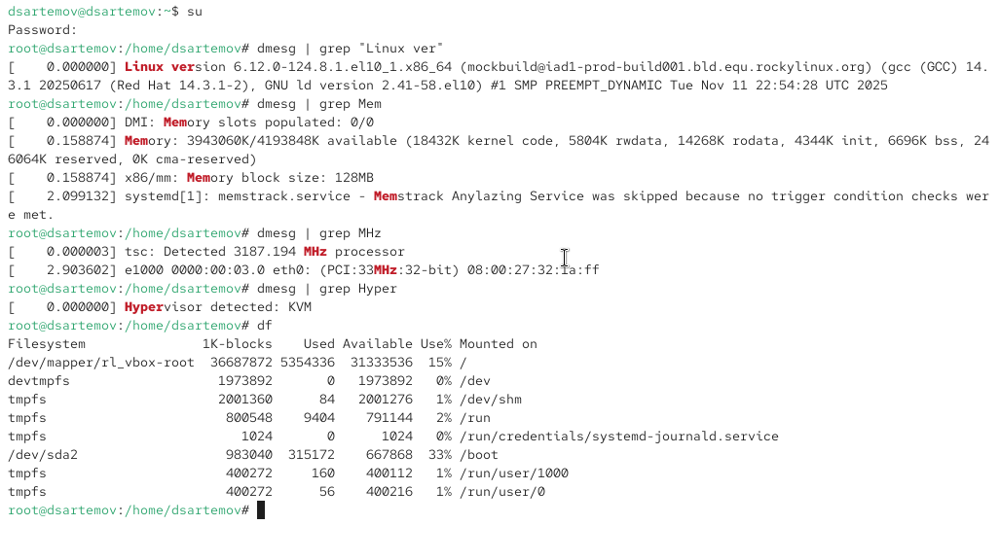 dsartemov@dsartemov:~$ su
Password:
root@dsartemov:/home/dsartemov# dmesg | grep "Linux ver"
[    0.000000] Linux version 6.12.0-124.8.1.el10_1.x86_64 (mockbuild@iad1-prod-build001.bld.equ.rockylinux.org) (gcc (GCC) 14.
3.1 20250617 (Red Hat 14.3.1-2), GNU ld version 2.41-58.el10) #1 SMP PREEMPT_DYNAMIC Tue Nov 11 22:54:28 UTC 2025
root@dsartemov:/home/dsartemov# dmesg | grep Mem
[    0.000000] DMI: Memory slots populated: 0/0
[    0.158874] Memory: 3943060K/4193848K available (18432K kernel code, 5804K rwdata, 14268K rodata, 4344K init, 6696K bss, 24
6064K reserved, 0K cma-reserved)
[    0.158874] x86/mm: Memory block size: 128MB
[    2.099132] systemd[1]: memstrack.service - Memstrack Anylazing Service was skipped because no trigger condition checks wer
e met.
root@dsartemov:/home/dsartemov# dmesg | grep MHz
[    0.000003] tsc: Detected 3187.194 MHz processor
[    2.903602] e1000 0000:00:03.0 eth0: (PCI:33MHz:32-bit) 08:00:27:32:1a:ff
root@dsartemov:/home/dsartemov# dmesg | grep Hyper
[    0.000000] Hypervisor detected: KVM
root@dsartemov:/home/dsartemov# df
Filesystem               1K-blocks    Used Available Use% Mounted on
/dev/mapper/rl_vbox-root  36687872 5354336  31333536  15% /
devtmpfs                   1973892       0   1973892   0% /dev
tmpfs                      2001360      84   2001276   1% /dev/shm
tmpfs                       800548    9404    791144   2% /run
tmpfs                         1024       0      1024   0% /run/credentials/systemd-journald.service
/dev/sda2                   983040  315172    667868  33% /boot
tmpfs                       400272     160    400112   1% /run/user/1000
tmpfs                       400272      56    400216   1% /run/user/0
root@dsartemov:/home/dsartemov#